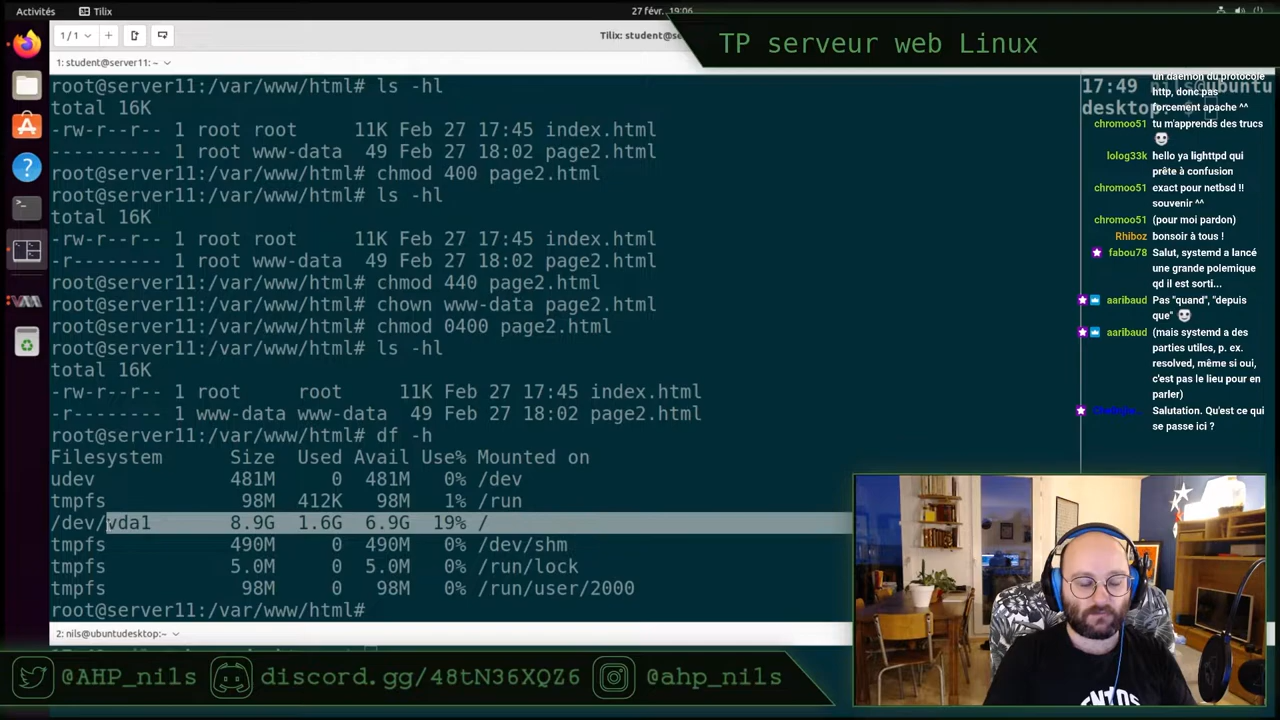 Activités
Tilix
27 févr. 19:06
1 / 1
Tilix: student@se
TP serveur web Linux
1: student@server11: ~
root@server11:/var/www/html# ls -hl
total 16K
-rw-r--r-- 1 root root     11K Feb 27 17:45 index.html
---------- 1 root www-data  49 Feb 27 18:02 page2.html
root@server11:/var/www/html# chmod 400 page2.html
root@server11:/var/www/html# ls -hl
total 16K
-rw-r--r-- 1 root root     11K Feb 27 17:45 index.html
-r-------- 1 root www-data  49 Feb 27 18:02 page2.html
root@server11:/var/www/html# chmod 440 page2.html
root@server11:/var/www/html# chown www-data page2.html
root@server11:/var/www/html# chmod 0400 page2.html
root@server11:/var/www/html# ls -hl
total 16K
-rw-r--r-- 1 root     root     11K Feb 27 17:45 index.html
-r-------- 1 www-data www-data  49 Feb 27 18:02 page2.html
root@server11:/var/www/html# df -h
Filesystem      Size  Used Avail Use% Mounted on
udev            481M     0  481M   0% /dev
tmpfs            98M  412K   98M   1% /run
/dev/vda1       8.9G  1.6G  6.9G  19% /
tmpfs           490M     0  490M   0% /dev/shm
tmpfs           5.0M     0  5.0M   0% /run/lock
tmpfs            98M     0   98M   0% /run/user/2000
root@server11:/var/www/html#
2: nils@ubuntudesktop:~
17:49 nils@ubuntu
desktop:
un daemon du protocole
http, donc pas
forcement apache ^^
chromoo51 tu m'apprends des trucs
lolog33k hello ya lighttpd qui
prête à confusion
chromoo51 exact pour netbsd !!
souvenir ^^
chromoo51 (pour moi pardon)
Rhiboz bonsoir à tous !
fabou78 Salut, systemd a lancé
une grande polemique
qd il est sorti...
aaribaud Pas "quand", "depuis
que"
aaribaud (mais systemd a des
parties utiles, p. ex.
resolved, même si oui,
c'est pas le lieu pour en
parler)
Salutation. Qu'est ce qui
se passe ici ?
@AHP_nils
discord.gg/48tN36XQZ6
@ahp_nils